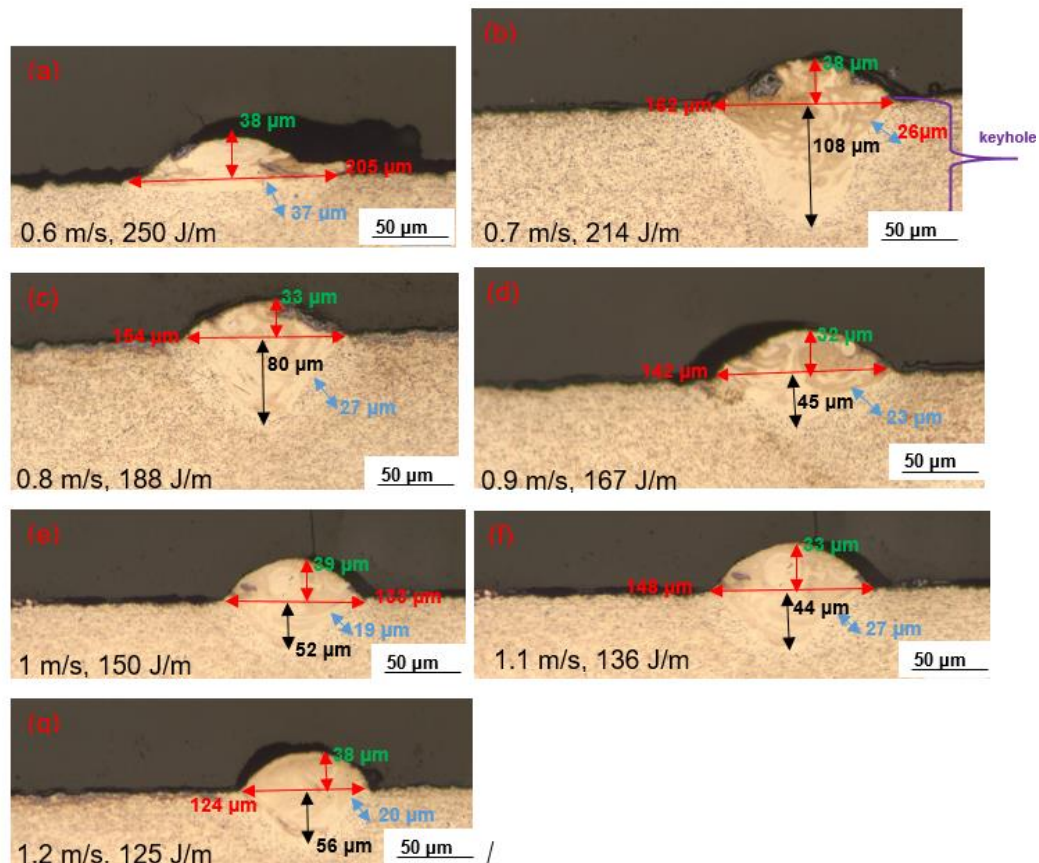 (a)
38 µm
205 µm
37 µm
0.6 m/s, 250 J/m
50 µm
(b)
38 µm
162 µm
108 µm
26µm
keyhole
0.7 m/s, 214 J/m
50 µm
(c)
33 µm
154 µm
80 µm
27 µm
0.8 m/s, 188 J/m
50 µm
(d)
32 µm
142 µm
45 µm
23 µm
0.9 m/s, 167 J/m
50 µm
(e)
39 µm
133 µm
19 µm
52 µm
1 m/s, 150 J/m
50 µm
(f)
33 µm
148 µm
44 µm
27 µm
1.1 m/s, 136 J/m
50 µm
(g)
38 µm
124 µm
20 µm
56 µm
1.2 m/s, 125 J/m
50 µm
/